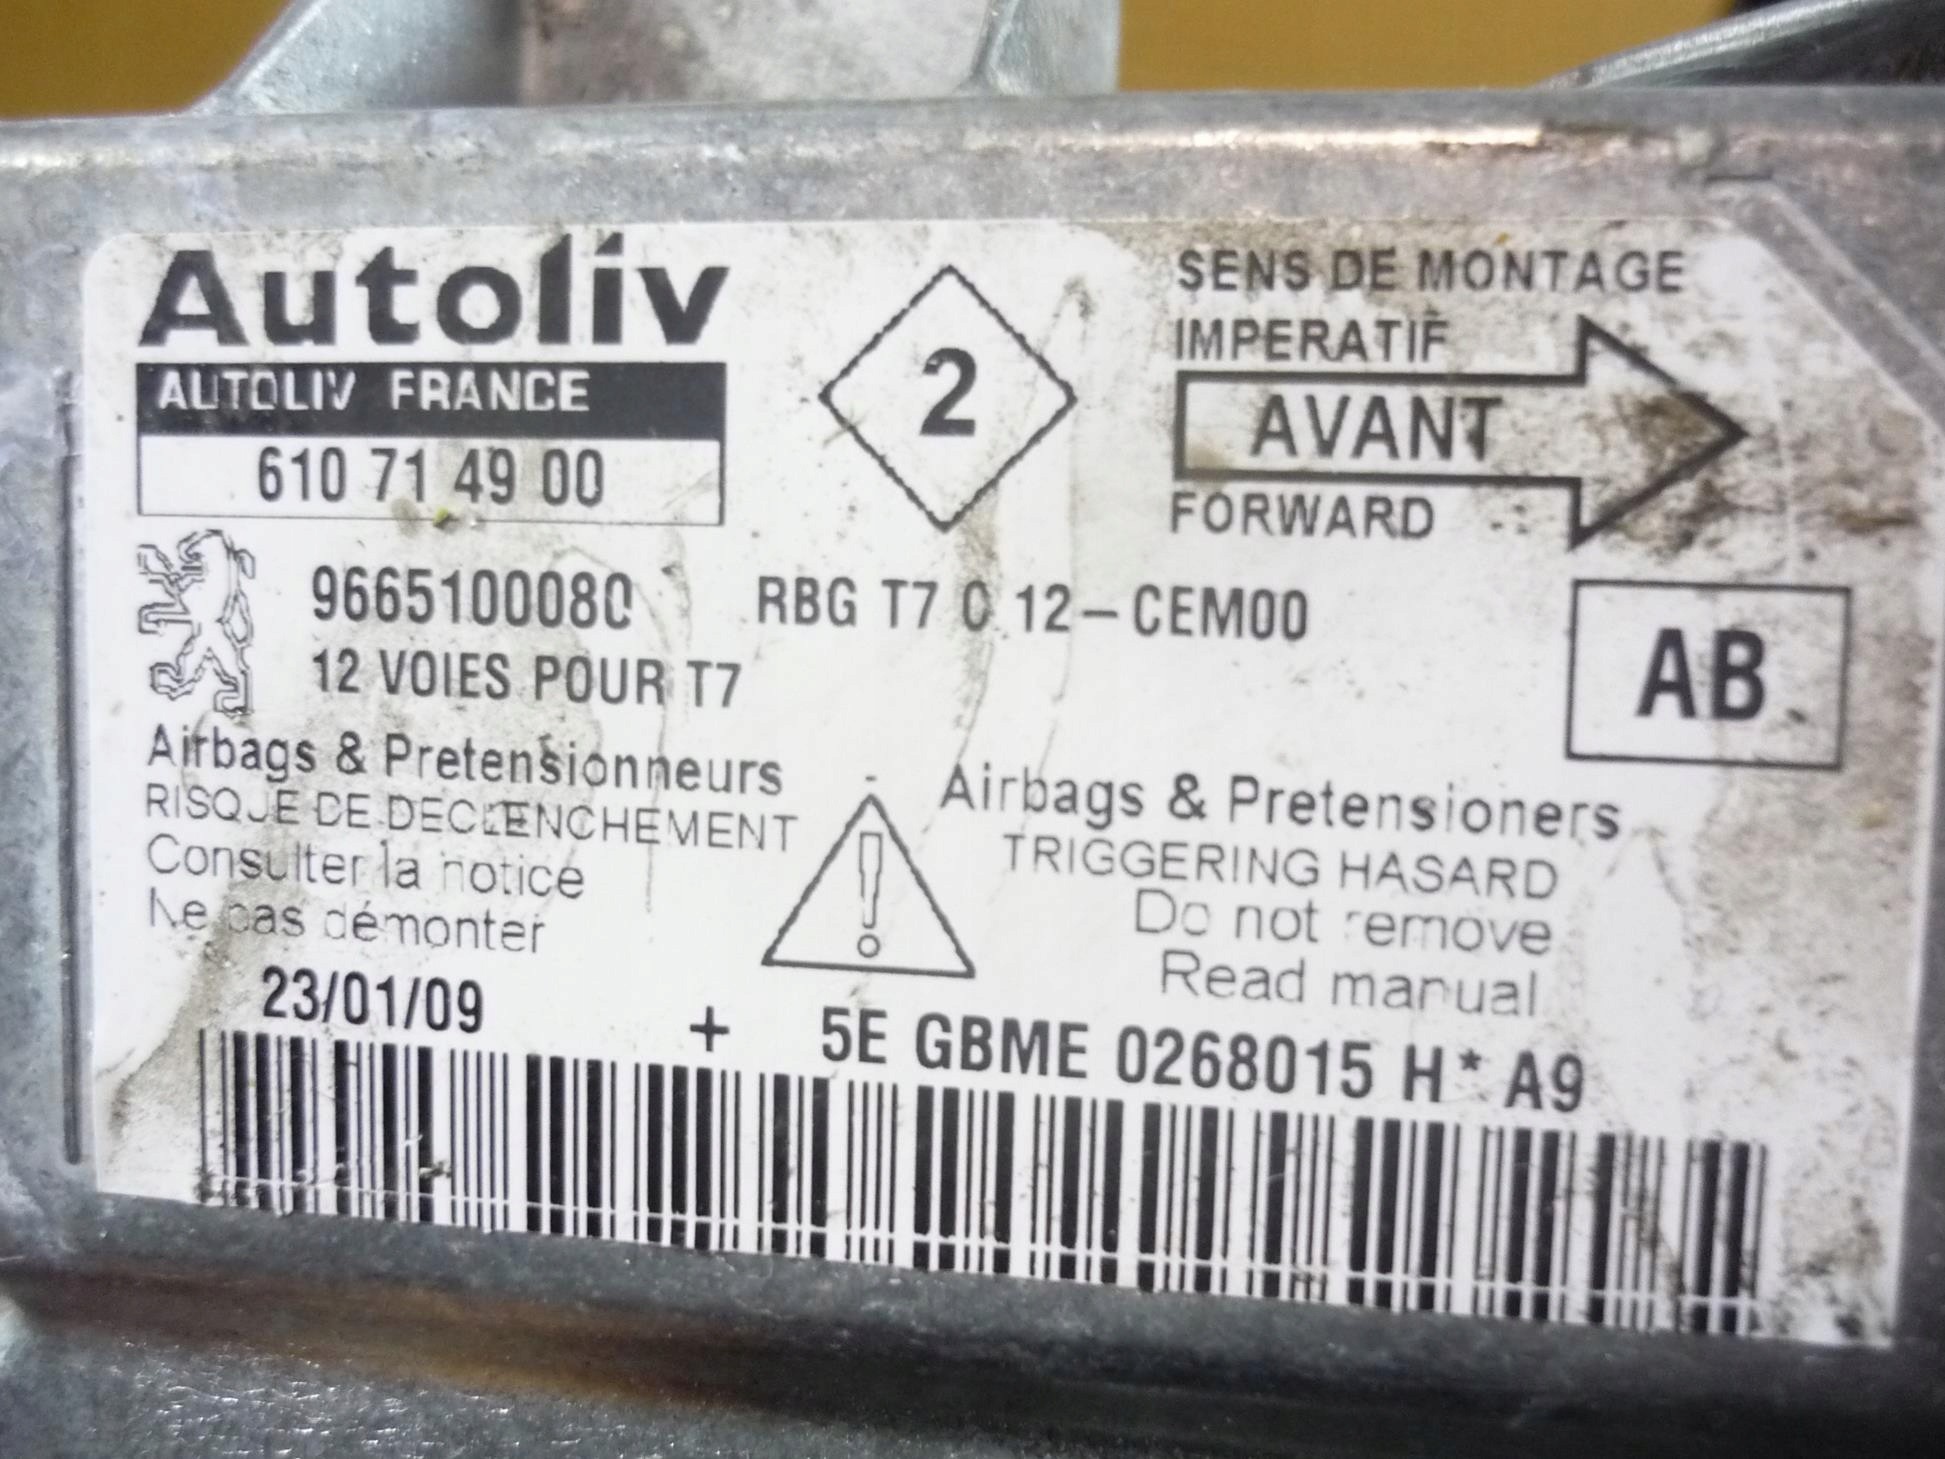 Autoliv
AUTOLIV FRANCE
610 71 4 49 00
2
SENS DE MONTAGE
IMPERATIF
AVANT
FORWARD
9665100080 RBG T7 C 12-CEM00
12 VOIES POUR T7
AB
Airbags & Pretensionneurs
RISQUE DE DECLENCHEMENT
Consulter la notice
Ne pas démonter
Airbags & Pretensioners
TRIGGERING HASARD
Do not remove
Read manual
23/01/09 + 5E GBME 0268015 H* A9